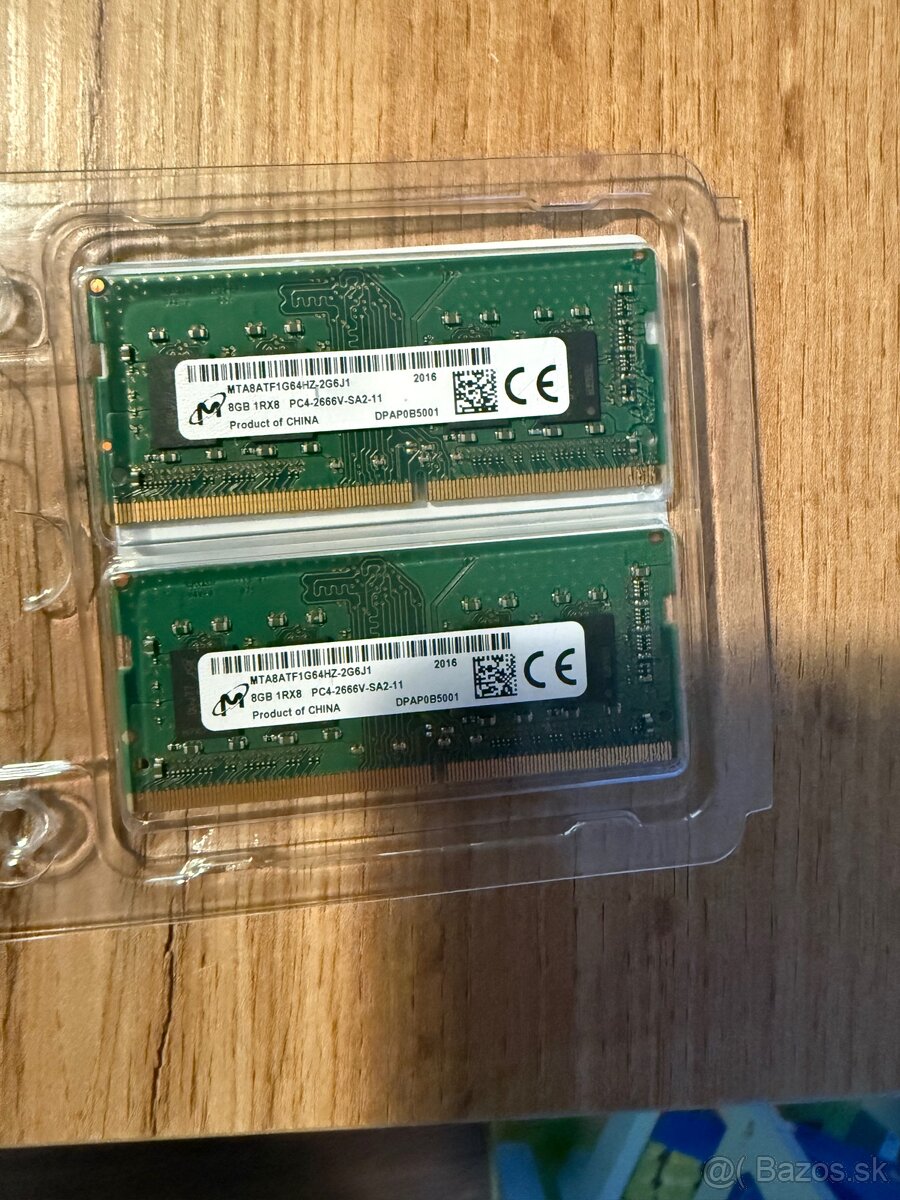 MTA8ATF1G64HZ-2G6J1 2016
8GB 1RX8 PC4-2666V-SA2-11
Product of CHINA DPAP0B5001
CE
MTA8ATF1G64HZ-2G6J1 2016
8GB 1RX8 PC4-2666V-SA2-11
Product of CHINA DPAP0B5001
CE
@( Bazos.sk